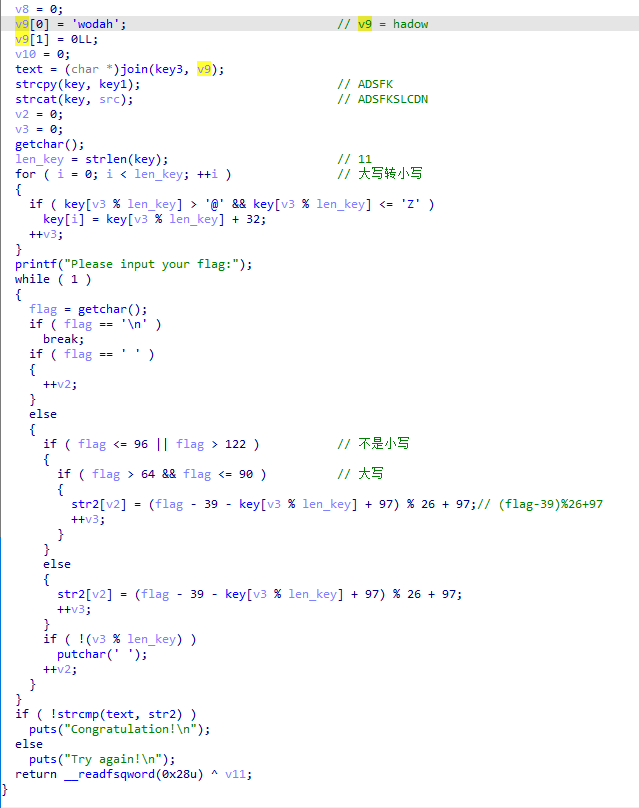 v8 = 0;
v9[0] = 'wodah'; // v9 = hadow
v9[1] = 0LL;
v10 = 0;
text = (char *)join(key3, v9);
strcpy(key, key1); // ADSFK
strcat(key, src); // ADSFKSLCDN
v2 = 0;
v3 = 0;
getchar();
len_key = strlen(key); // 11
for ( i = 0; i < len_key; ++i ) // 大写转小写
{
if ( key[v3 % len_key] > '@' && key[v3 % len_key] <= 'Z' )
key[i] = key[v3 % len_key] + 32;
++v3;
}
printf("Please input your flag:");
while ( 1 )
{
flag = getchar();
if ( flag == '\n' )
break;
if ( flag == ' ' )
{
++v2;
}
else
{
if ( flag <= 96 || flag > 122 ) // 不是小写
{
if ( flag > 64 && flag <= 90 ) // 大写
{
str2[v2] = (flag - 39 - key[v3 % len_key] + 97) % 26 + 97;// (flag-39)%26+97
++v3;
}
}
else
{
str2[v2] = (flag - 39 - key[v3 % len_key] + 97) % 26 + 97;
++v3;
}
if ( !(v3 % len_key) )
putchar(' ');
++v2;
}
}
if ( !strcmp(text, str2) )
puts("Congratulation!\n");
else
puts("Try again!\n");
return __readfsqword(0x28u) ^ v11;
}